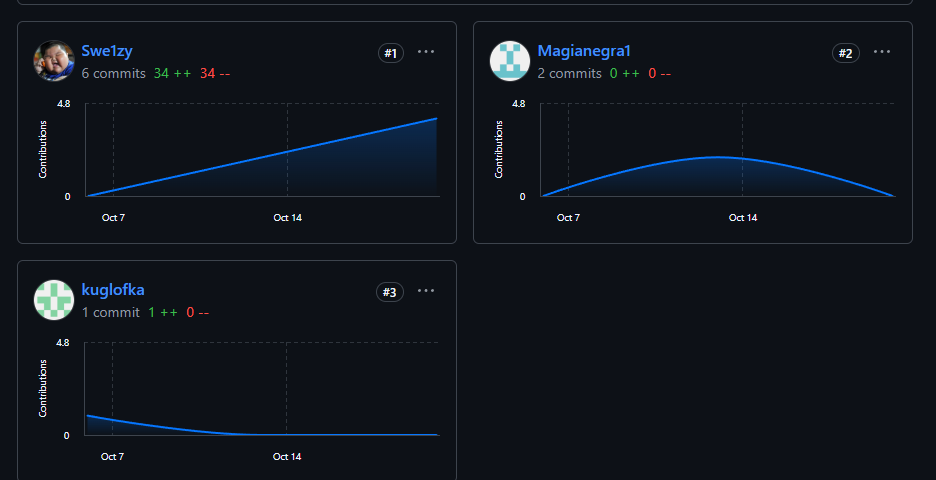 Swe1zy #1 ...
6 commits 34 ++ 34 --
4.8
Contributions
0
Oct 7 Oct 14
Magianegra1 #2 ...
2 commits 0 ++ 0 --
4.8
Contributions
0
Oct 7 Oct 14
kuglofka #3 ...
1 commit 1 ++ 0 --
4.8
Contributions
0
Oct 7 Oct 14